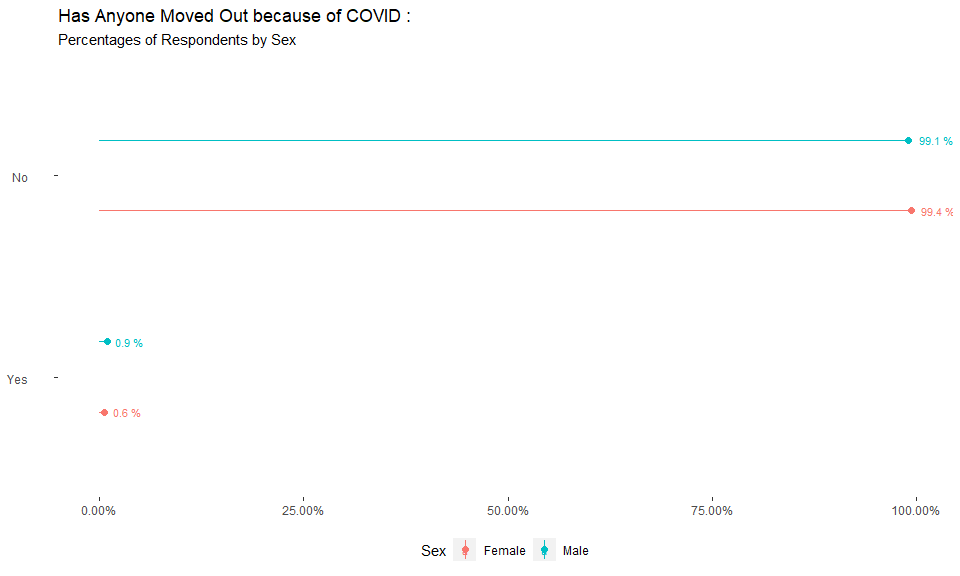 Has Anyone Moved Out because of COVID :
Percentages of Respondents by Sex
99.1 %
No
99.4 %
0.9 %
Yes
0.6 %
0.00% 25.00% 50.00% 75.00% 100.00%
Sex Female Male